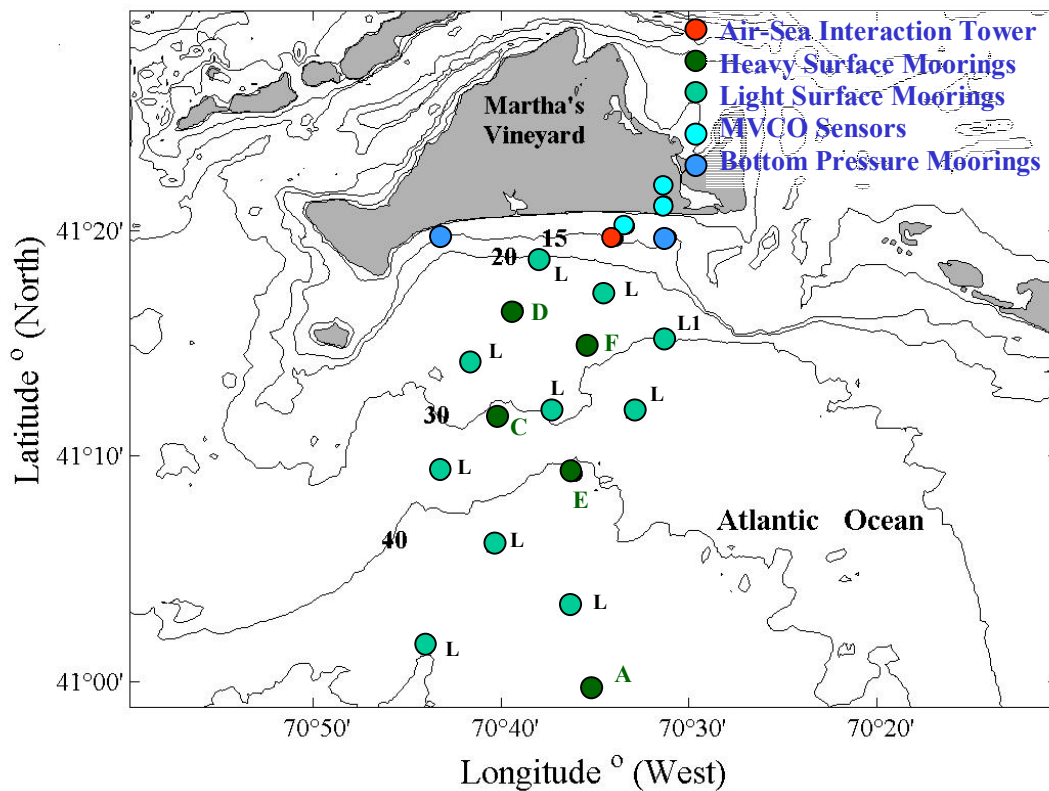 Air-Sea Interaction Tower
Heavy Surface Moorings
Light Surface Moorings
MVCO Sensors
Bottom Pressure Moorings
Martha's
Vineyard
41°20'
15
20
L
L
D
L1
F
L
L
L
30
C
41°10'
L
E
Atlantic Ocean
40
L
L
L
A
41°00'
70°50'
70°40'
70°30'
70°20'
Latitude ° (North)
Longitude ° (West)